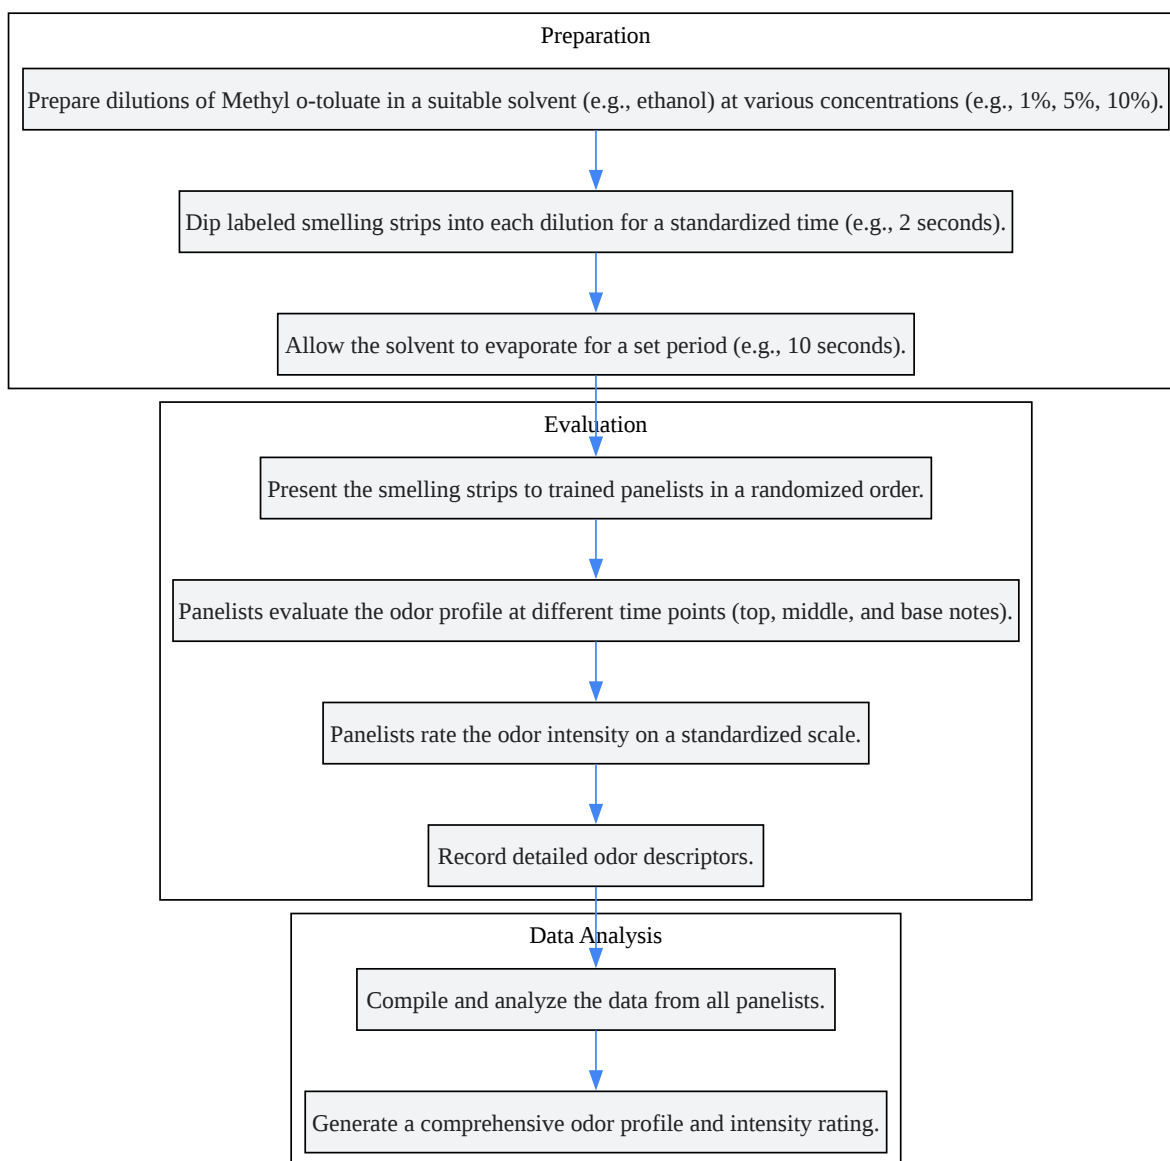 Preparation
Prepare dilutions of Methyl o-toluate in a suitable solvent (e.g., ethanol) at various concentrations (e.g., 1%, 5%, 10%).
Dip labeled smelling strips into each dilution for a standardized time (e.g., 2 seconds).
Allow the solvent to evaporate for a set period (e.g., 10 seconds).
Evaluation
Present the smelling strips to trained panelists in a randomized order.
Panelists evaluate the odor profile at different time points (top, middle, and base notes).
Panelists rate the odor intensity on a standardized scale.
Record detailed odor descriptors.
Data Analysis
Compile and analyze the data from all panelists.
Generate a comprehensive odor profile and intensity rating.